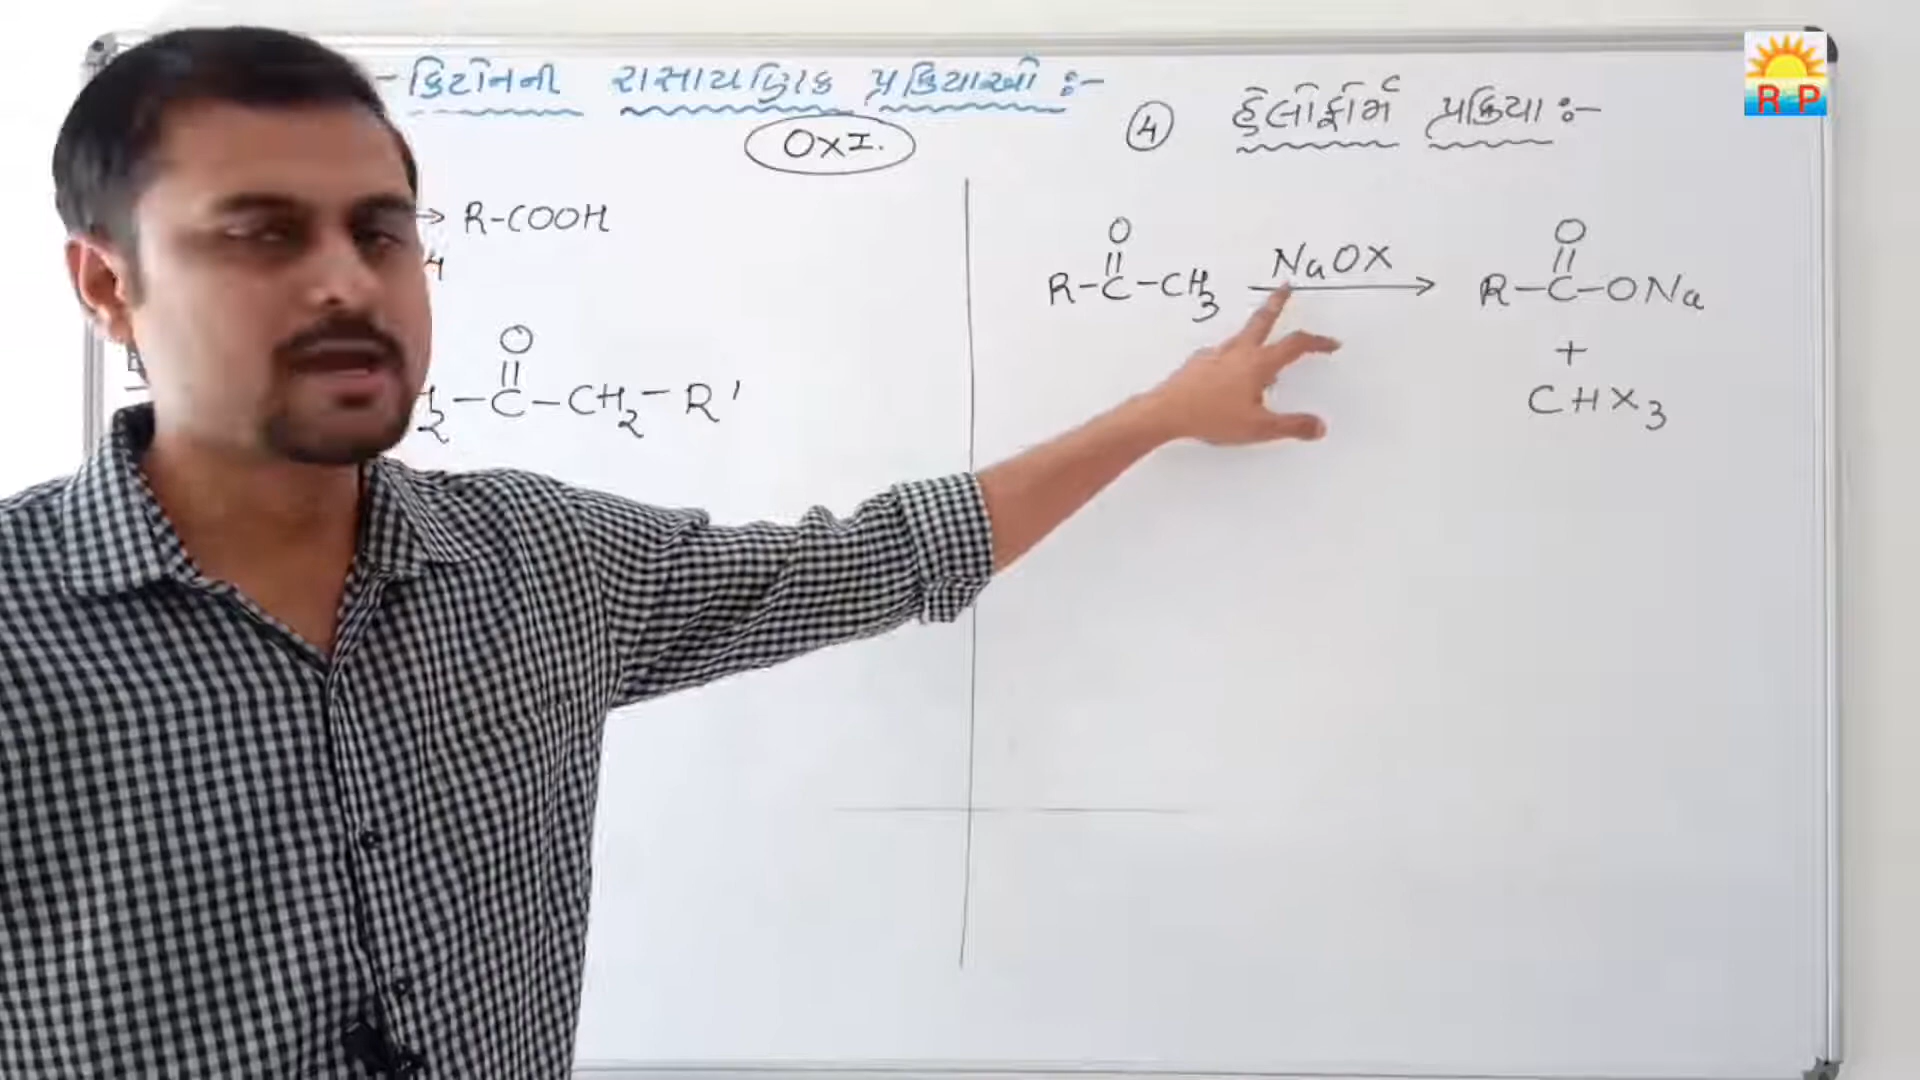 - કિટોનની રાસાયણિક પ્રક્રિયાઓ :-
OxI.
→ R-COOH
O
||
-C-CH2-R'
④ હેલોફોર્મ પ્રક્રિયા :-
O
||
R-C-CH3 NaOX → R-C-ONa
O
||
+
CHX3
R P